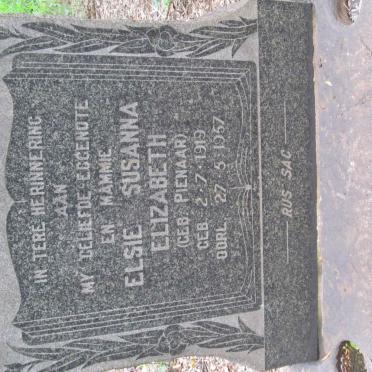 IN TERE HERINNERING
AAN
MY GELIEFDE EGGENOTE
EN MAMMIE
ELSIE SUSANNA
ELIZABETH
(GEB. PIENAAR)
GEB. 2-7-1919
OORL. 27-5-1957
RUS SAG